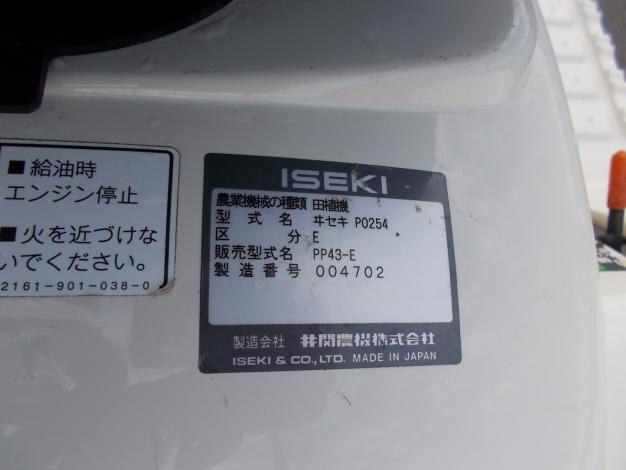 ■給油時
エンジン停止
■火を近づけな
いでください。
2161-901-038-0
ISEKI
農業機械の種類 田植機
型式名 ヰセキ P0254
区分 E
販売型式名 PP43-E
製造番号 004702
製造会社 井関農機株式会社
ISEKI & CO., LTD. MADE IN JAPAN